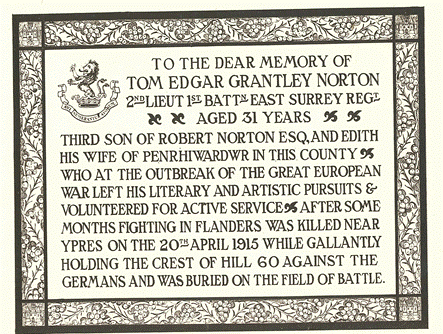 TO THE DEAR MEMORY OF
TOM EDGAR GRANTLEY NORTON
2ND LIEUT 1ST BATTN EAST SURREY REGT
AGED 31 YEARS
THIRD SON OF ROBERT NORTON ESQ, AND EDITH
HIS WIFE OF PENRHIWARDWR IN THIS COUNTY
WHO AT THE OUTBREAK OF THE GREAT EUROPEAN
WAR LEFT HIS LITERARY AND ARTISTIC PURSUITS &
VOLUNTEERED FOR ACTIVE SERVICE AFTER SOME
MONTHS FIGHTING IN FLANDERS WAS KILLED NEAR
YPRES ON THE 20TH APRIL 1915 WHILE GALLANTLY
HOLDING THE CREST OF HILL 60 AGAINST THE
GERMANS AND WAS BURIED ON THE FIELD OF BATTLE.